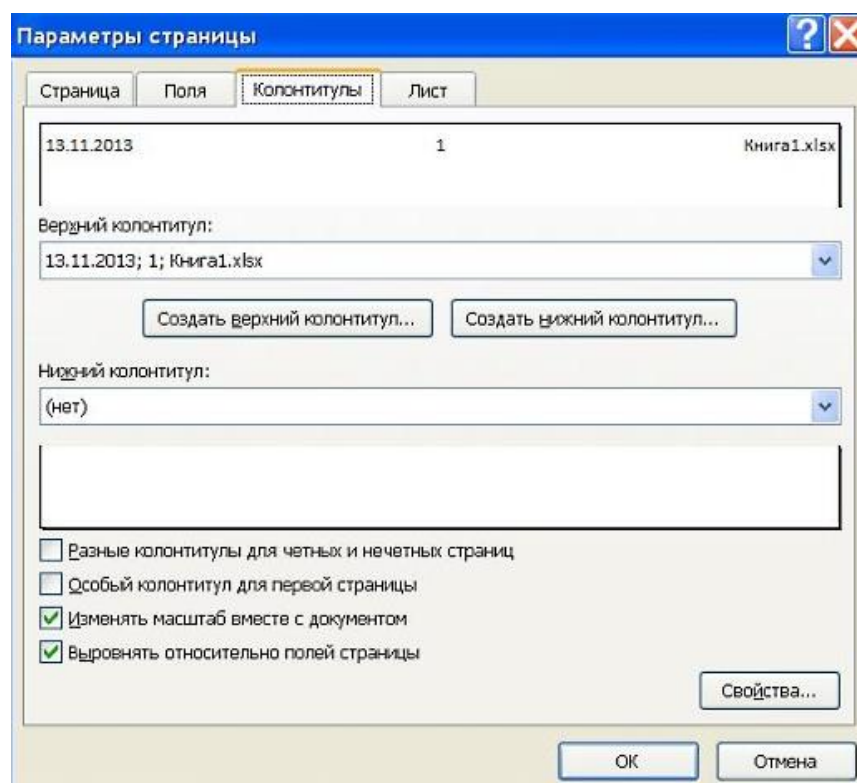 Параметры страницы
Страница Поля Колонтитулы Лист
13.11.2013 1 Книга1.xlsx
Верхний колонтитул:
13.11.2013; 1; Книга1.xlsx
Создать верхний колонтитул... Создать нижний колонтитул...
Нижний колонтитул:
(нет)
Разные колонтитулы для четных и нечетных страниц
Особый колонтитул для первой страницы
Изменять масштаб вместе с документом
Выровнять относительно полей страницы
Свойства...
ОК Отмена